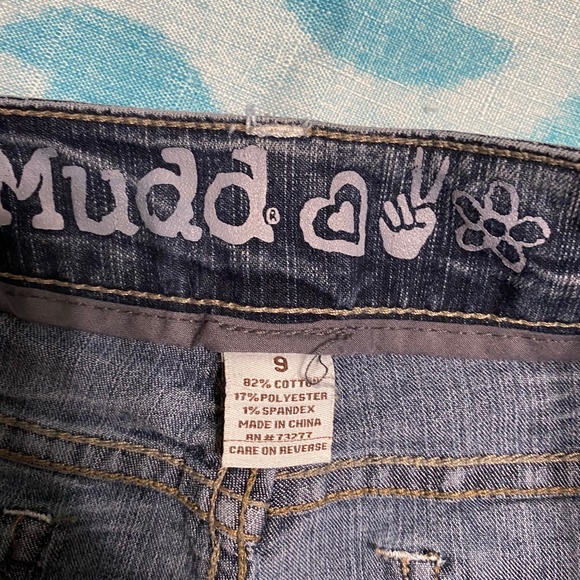 Mudd®
9
82% COTTON
17% POLYESTER
1% SPANDEX
MADE IN CHINA
RN # 73277
CARE ON REVERSE